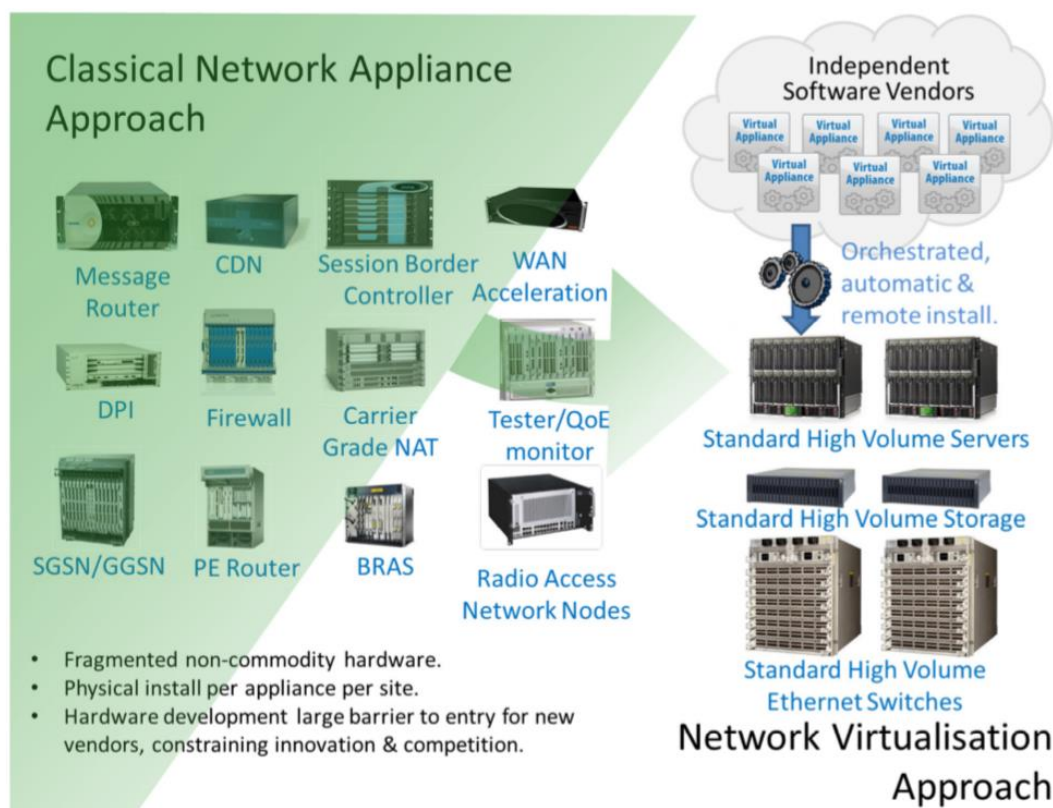 Classical Network Appliance
Approach
Message
Router
CDN
Session Border
Controller
WAN
Acceleration
DPI
Firewall
Carrier
Grade NAT
Tester/QoE
monitor
SGSN/GGSN
PE Router
BRAS
Radio Access
Network Nodes
• Fragmented non-commodity hardware.
• Physical install per appliance per site.
• Hardware development large barrier to entry for new
vendors, constraining innovation & competition.
Independent
Software Vendors
Virtual
Appliance
Virtual
Appliance
Virtual
Appliance
Virtual
Appliance
Virtual
Appliance
Virtual
Appliance
Virtual
Appliance
Orchestrated,
automatic &
remote install.
Standard High Volume Servers
Standard High Volume Storage
Standard High Volume
Ethernet Switches
Network Virtualisation
Approach